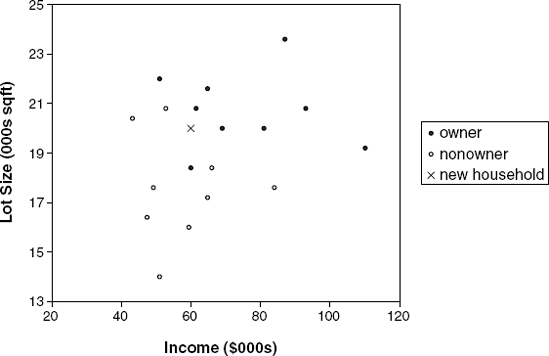 25
23
21
19
17
15
13
20
40
60
80
100
120
Lot Size (000s sqft)
Income ($000s)
owner
nonowner
new household